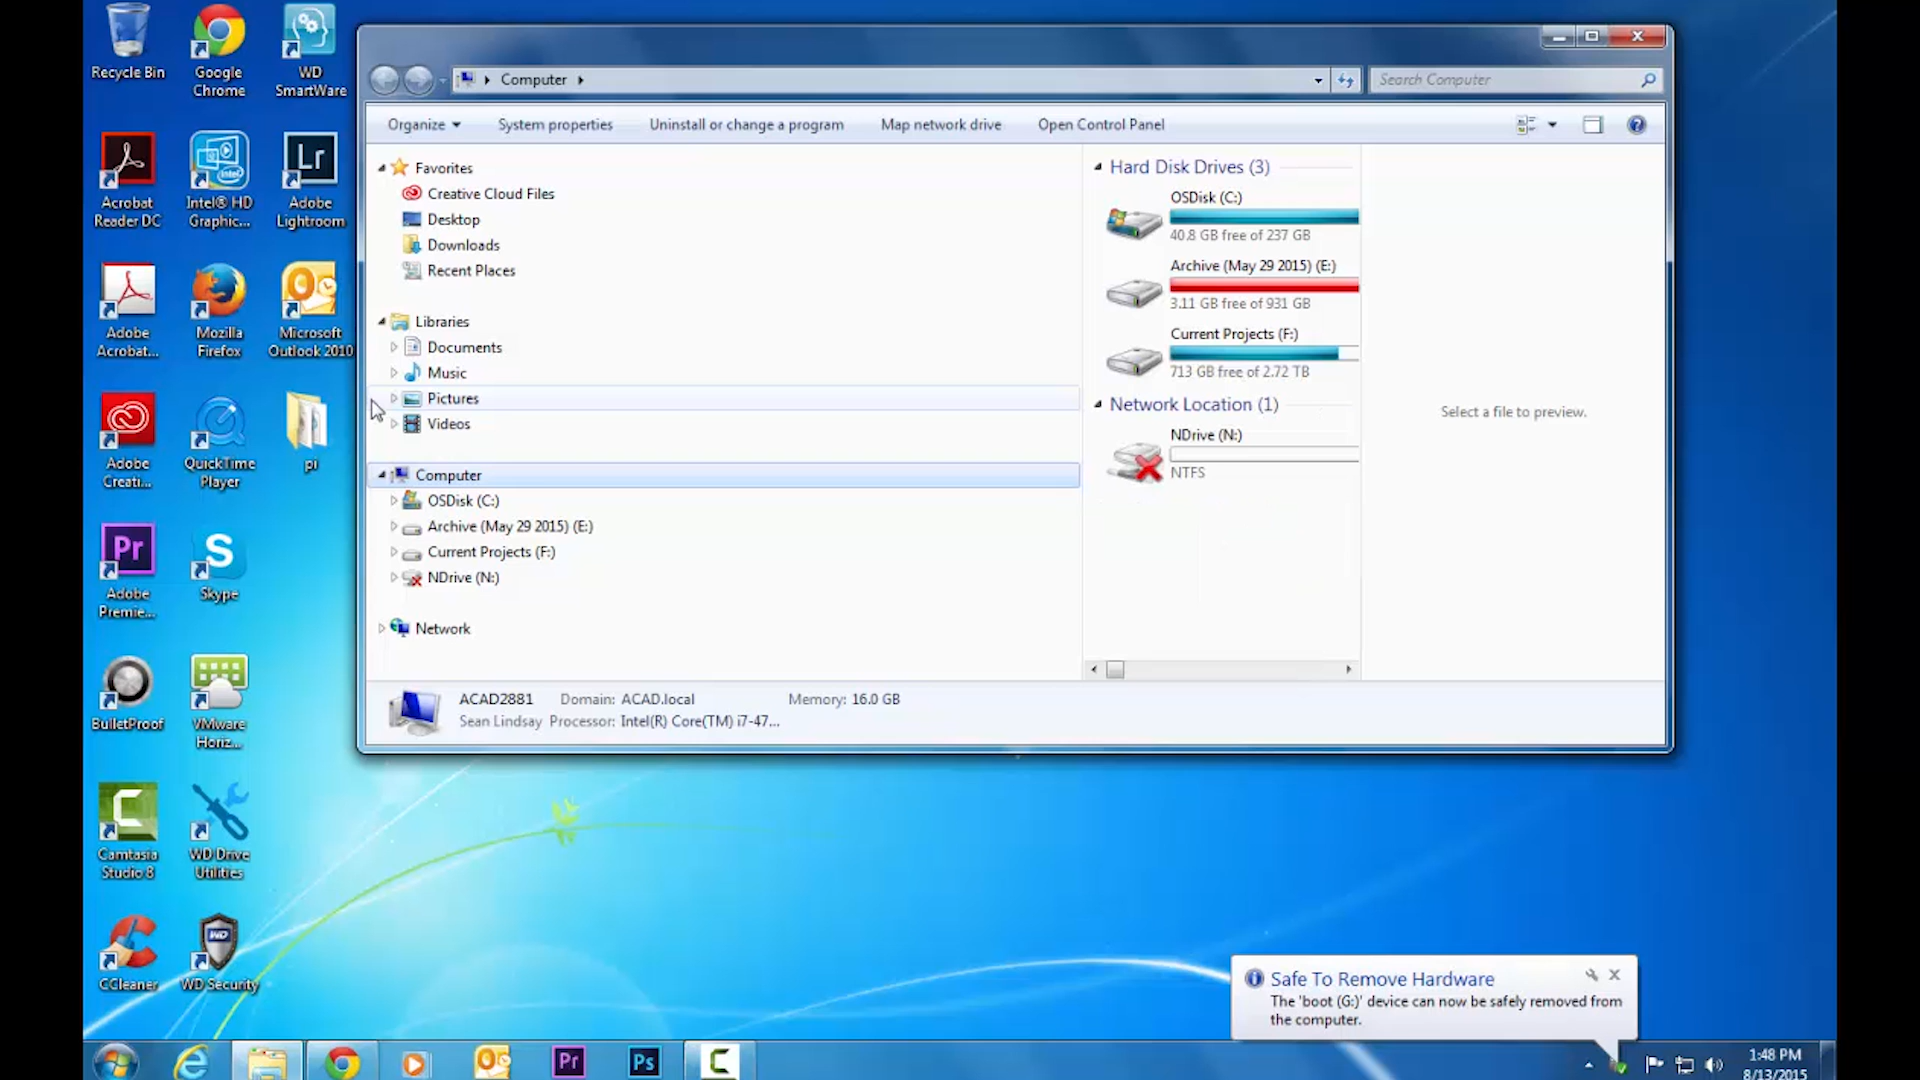 Recycle Bin
Google
Chrome
WD
SmartWare
Acrobat
Reader DC
Intel® HD
Graphic...
Adobe
Lightroom
Adobe
Acrobat...
Mozilla
Firefox
Microsoft
Outlook 2010
Adobe
Creati...
QuickTime
Player
pi
Adobe
Premie...
Skype
BulletProof
VMware
Horiz...
Camtasia
Studio 8
WD Drive
Utilities
CCleaner
WD Security
Computer
Search Computer
Organize
System properties
Uninstall or change a program
Map network drive
Open Control Panel
Favorites
Creative Cloud Files
Desktop
Downloads
Recent Places
Libraries
Documents
Music
Pictures
Videos
Computer
OSDisk (C:)
Archive (May 29 2015) (E:)
Current Projects (F:)
NDrive (N:)
Network
Hard Disk Drives (3)
OSDisk (C:)
40.8 GB free of 237 GB
Archive (May 29 2015) (E:)
3.11 GB free of 931 GB
Current Projects (F:)
713 GB free of 2.72 TB
Network Location (1)
NDrive (N:)
NTFS
Select a file to preview.
ACAD2881 Domain: ACAD.local Memory: 16.0 GB
Sean Lindsay Processor: Intel(R) Core(TM) i7-47...
Safe To Remove Hardware
The 'boot (G:)' device can now be safely removed from
the computer.
Lr
Pr
S
WD
Pr
Ps
1:48 PM
8/13/2015